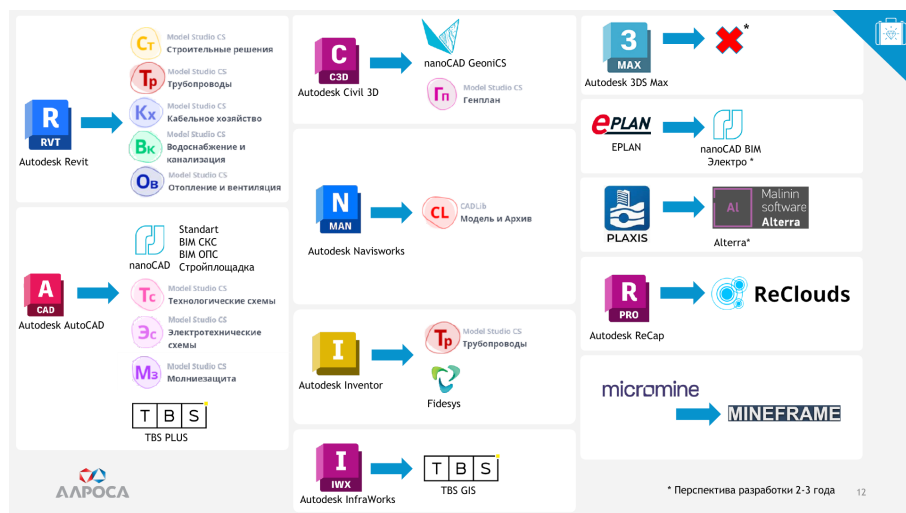 Model Studio CS
Строительные решения
Ст
Model Studio CS
Трубопроводы
Тр
R
RVT
Autodesk Revit
Model Studio CS
Кабельное хозяйство
Кх
Model Studio CS
Водоснабжение и
канализация
Вк
Model Studio CS
Отопление и вентиляция
Ов
nanoCAD
Standart
BIM СКС
BIM ОПС
Стройплощадка
A
CAD
Autodesk AutoCAD
Тс
Model Studio CS
Технологические схемы
Эс
Model Studio CS
Электротехнические
схемы
Мз
Model Studio CS
Молниезащита
TBS
TBS PLUS
C
C3D
Autodesk Civil 3D
nanoCAD GeoniCS
Гп
Model Studio CS
Генплан
N
MAN
Autodesk Navisworks
CL
CADLib
Модель и Архив
I
Autodesk Inventor
Тр
Model Studio CS
Трубопроводы
Fidesys
I
IWX
Autodesk InfraWorks
TBS
TBS GIS
3
MAX
Autodesk 3DS Max
*
ePLAN
EPLAN
nanoCAD BIM
Электро *
PLAXIS
Al
Malinin
software
Alterra
Alterra*
R
PRO
Autodesk ReCap
ReClouds
micromine
MINEFRAME
АЛРОСА
* Перспектива разработки 2-3 года
12